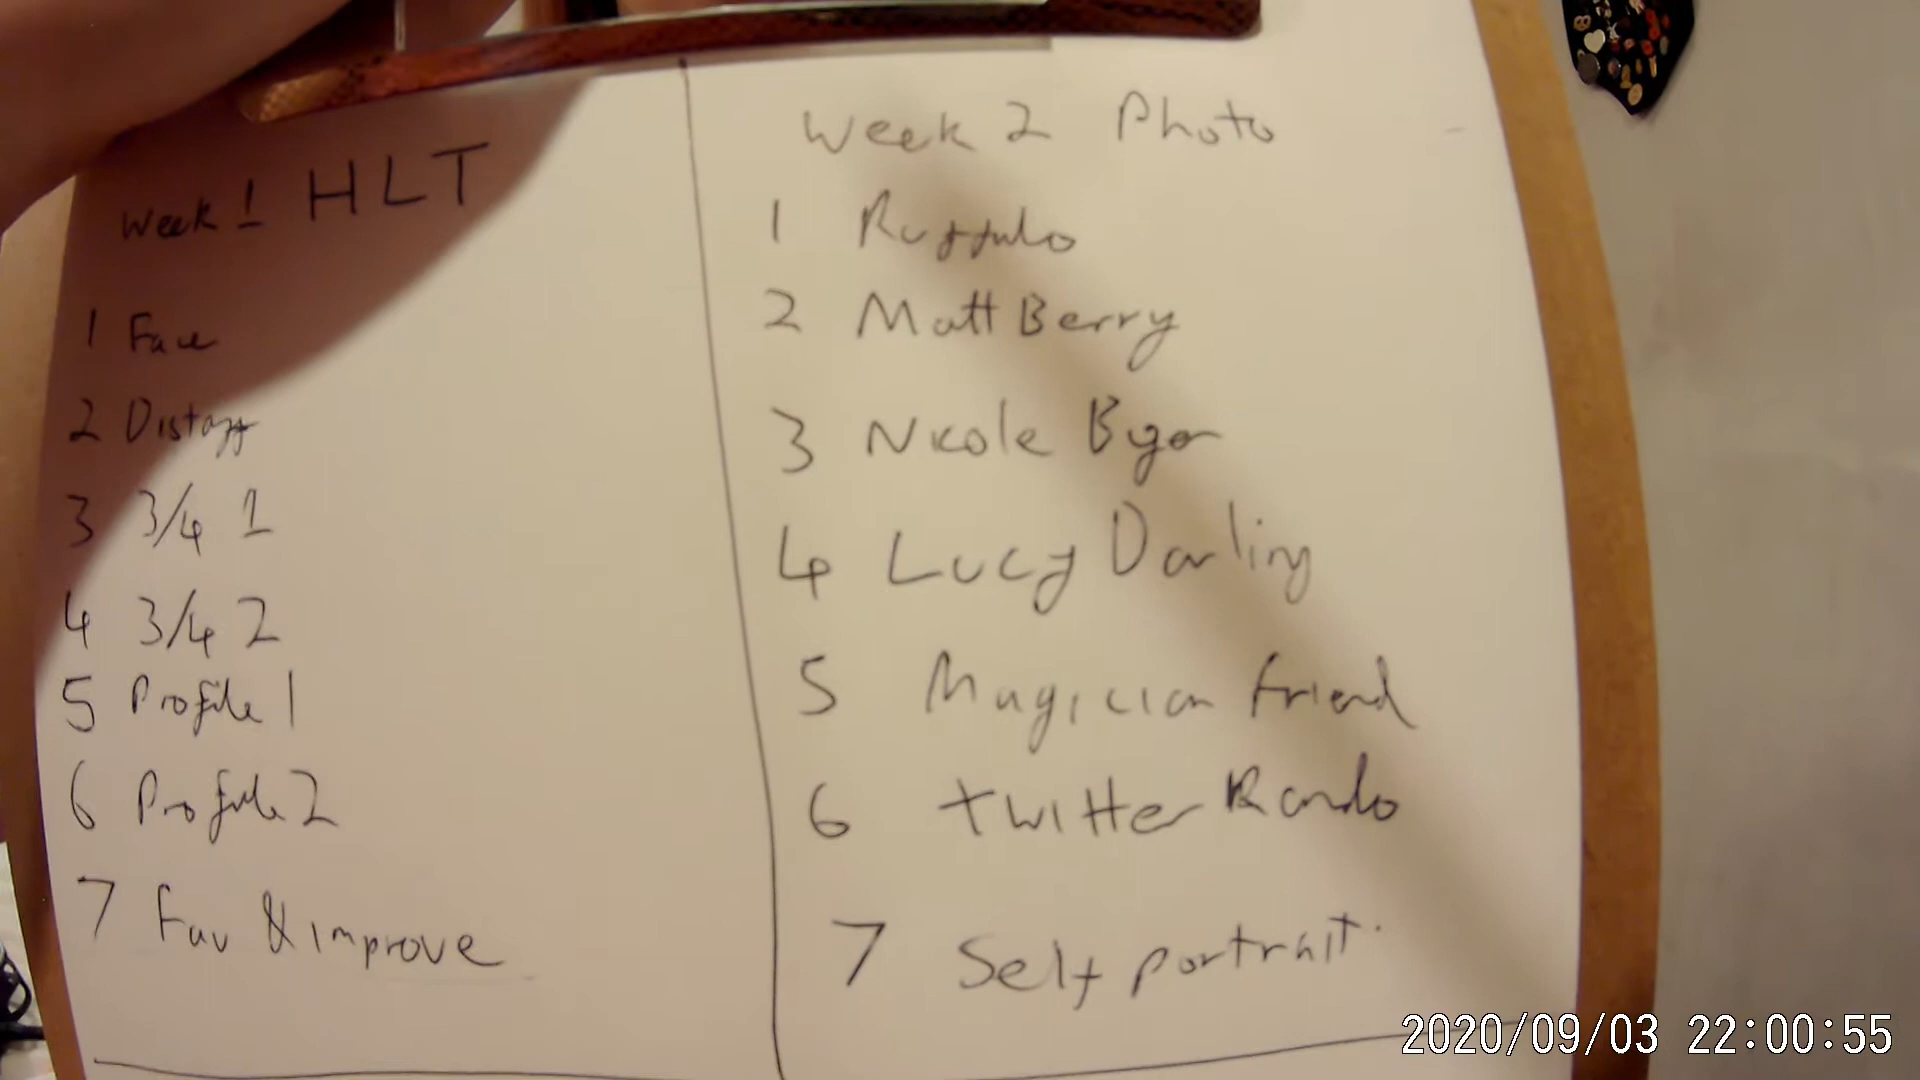 Week 1 HLT
1 Face
2
3 3/4 1
4 3/4 2
5 Profile 1
6 Profile 2
7 Fav & improve
Week 2 Photo
1 Ruffulo
2 Matt Berry
3 Nicole Byer
4 Lucy Darling
5 Magician friend
6 twitter Rando
7 Self portrait.
2020/09/03 22:00:55